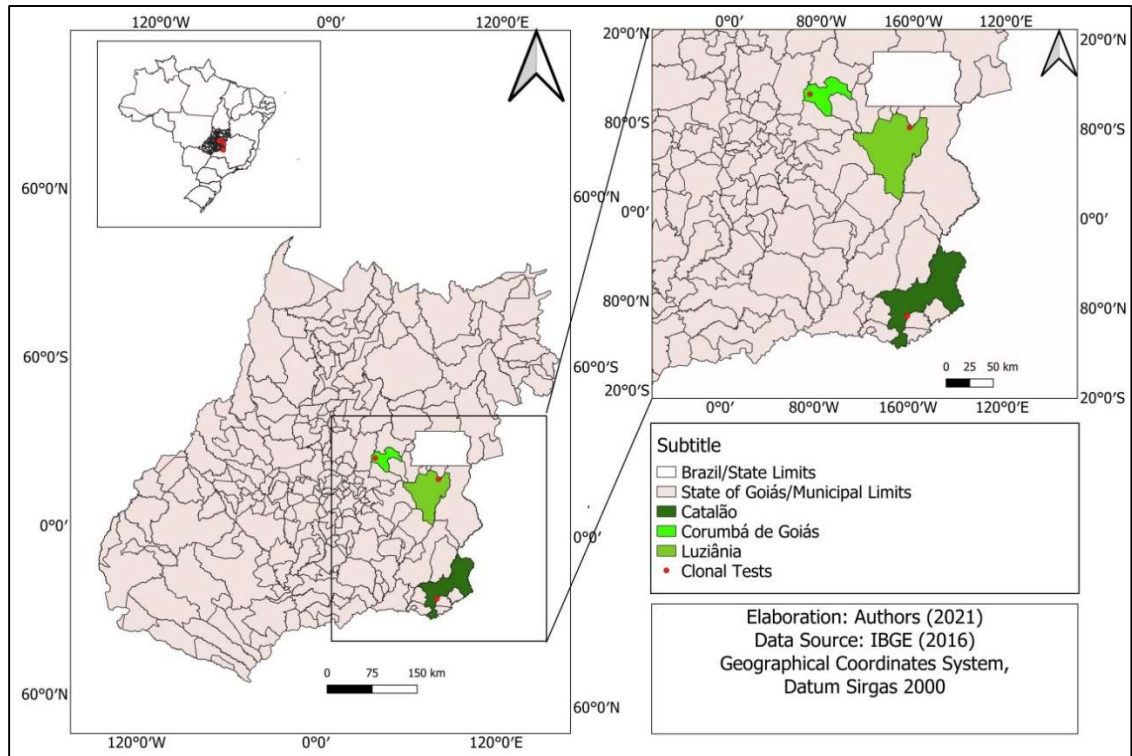 120°0′W 0°0′ 120°0′E
60°0′N
60°0′S
0°0′
60°0′N
60°0′N
60°0′S
0°0′
60°0′N
0 75 150 km
120°0′W 0°0′ 120°0′E
0°0′ 80°0′W 160°0′W 120°0′E
20°0′N
80°0′S
0°0′
80°0′N
20°0′S
20°0′N
80°0′S
0°0′
80°0′N
20°0′S
0 25 50 km
0°0′ 80°0′W 160°0′W 120°0′E
Subtitle
Brazil/State Limits
State of Goiás/Municipal Limits
Catalão
Corumbá de Goiás
Luziânia
Clonal Tests
Elaboration: Authors (2021)
Data Source: IBGE (2016)
Geographical Coordinates System,
Datum Sirgas 2000